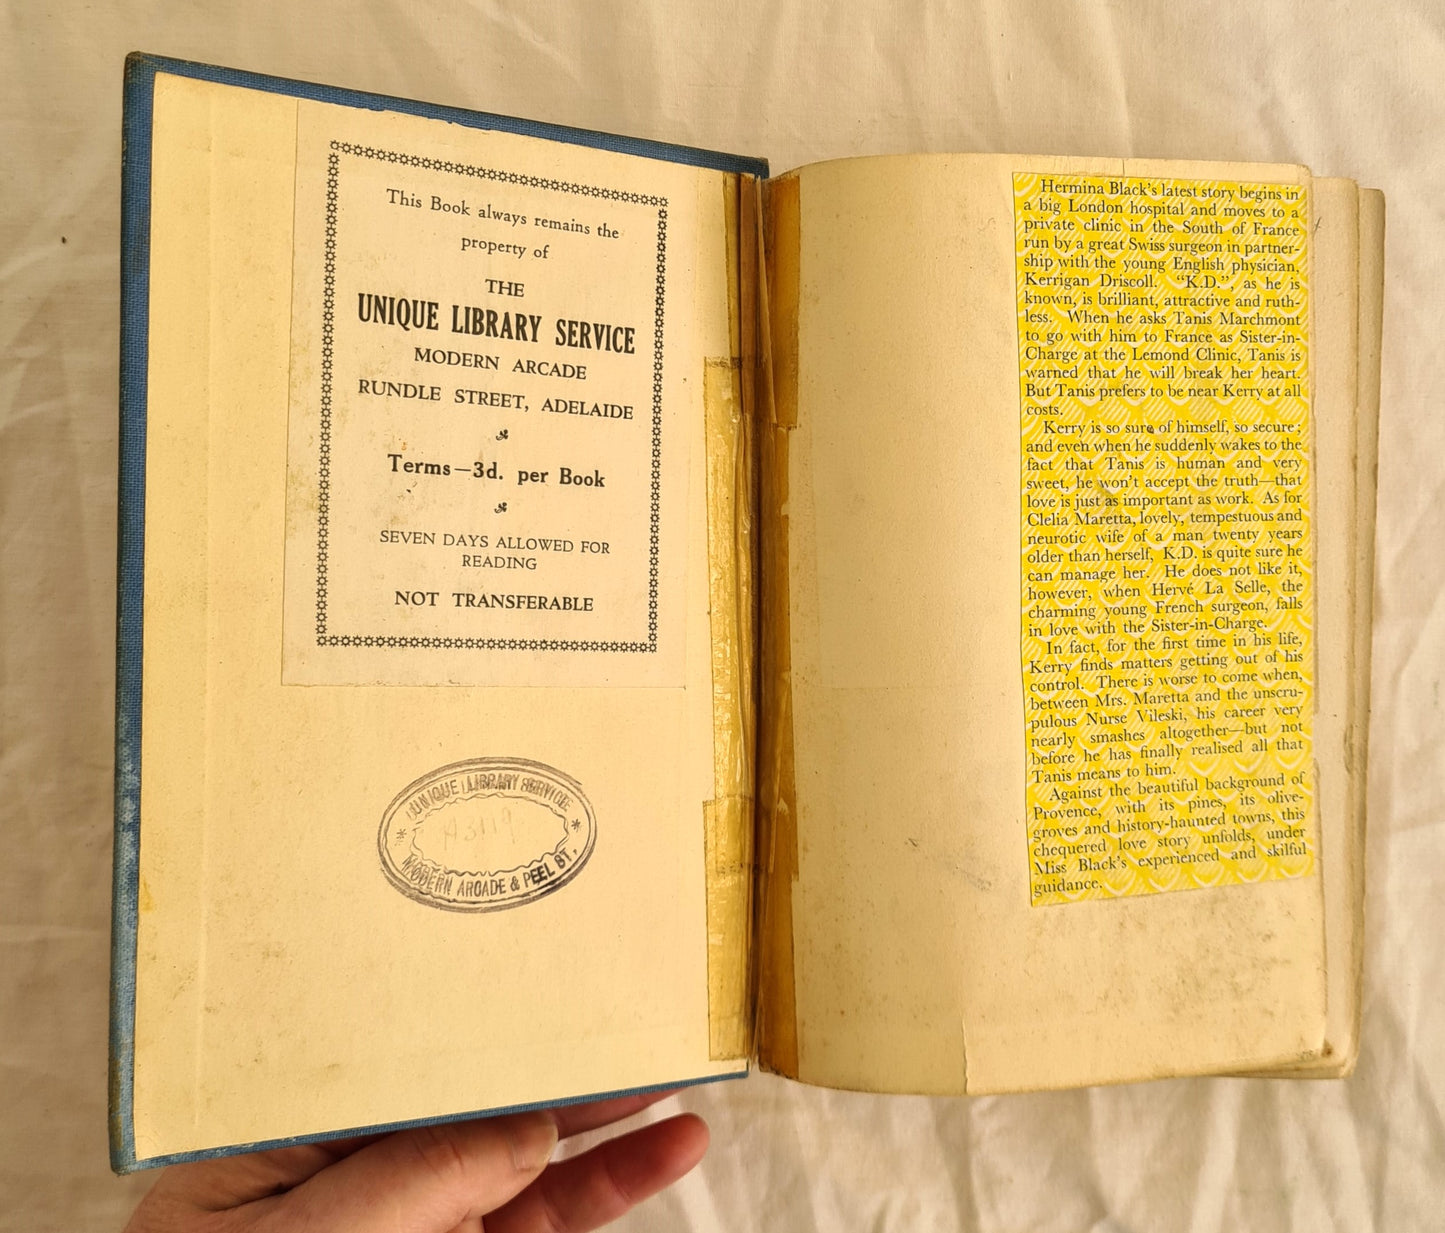 This Book always remains the
property of
THE
UNIQUE LIBRARY SERVICE
MODERN ARCADE
RUNDLE STREET, ADELAIDE
Terms—3d. per Book
SEVEN DAYS ALLOWED FOR
READING
NOT TRANSFERABLE
UNIQUE LIBRARY SERVICE
MODERN ARCADE & PEEL ST.
Hermina Black's latest story begins in
a big London hospital and moves to a
private clinic in the South of France
run by a great Swiss surgeon in partner-
ship with the young English physician,
Kerrigan Driscoll. "K.D.", as he is
known, is brilliant, attractive and ruth-
less. When he asks Tanis Marchmont
to go with him to France as Sister-in-
Charge at the Lemond Clinic, Tanis is
warned that he will break her heart.
But Tanis prefers to be near Kerry at all
costs.
Kerry is so sure of himself, so secure;
and even when he suddenly wakes to the
fact that Tanis is human and very
sweet, he won't accept the truth—that
love is just as important as work. As for
Clelia Maretta, lovely, tempestuous and
neurotic wife of a man twenty years
older than herself, K.D. is quite sure he
can manage her. He does not like it,
however, when Hervé La Selle, the
charming young French surgeon, falls
in love with the Sister-in-Charge.
In fact, for the first time in his life,
Kerry finds matters getting out of his
control. There is worse to come when,
between Mrs. Maretta and the unscru-
pulous Nurse Vileski, his career very
nearly smashes altogether—but not
before he has finally realised all that
Tanis means to him.
Against the beautiful background of
Provence, with its pines, its olive-
groves and history-haunted towns, this
chequered love story unfolds, under
Miss Black's experienced and skilful
guidance.